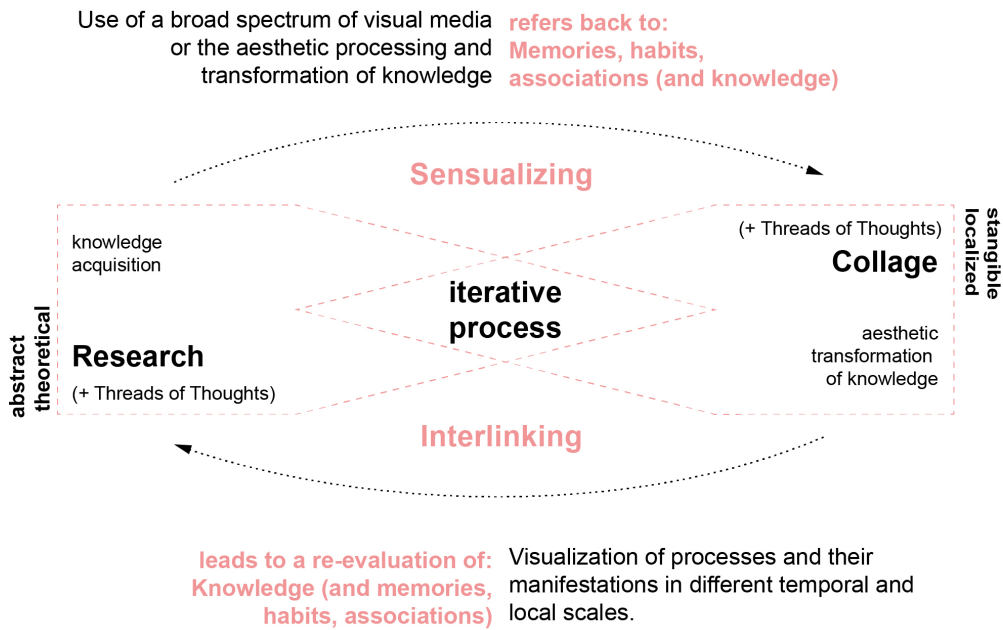 Use of a broad spectrum of visual media
or the aesthetic processing and
transformation of knowledge
refers back to:
Memories, habits,
associations (and knowledge)
Sensualizing
knowledge
acquisition
Research
(+ Threads of Thoughts)
abstract
theoretical
iterative
process
(+ Threads of Thoughts)
Collage
aesthetic
transformation
of knowledge
stangible
localized
Interlinking
leads to a re-evaluation of:
Knowledge (and memories,
habits, associations)
Visualization of processes and their
manifestations in different temporal and
local scales.